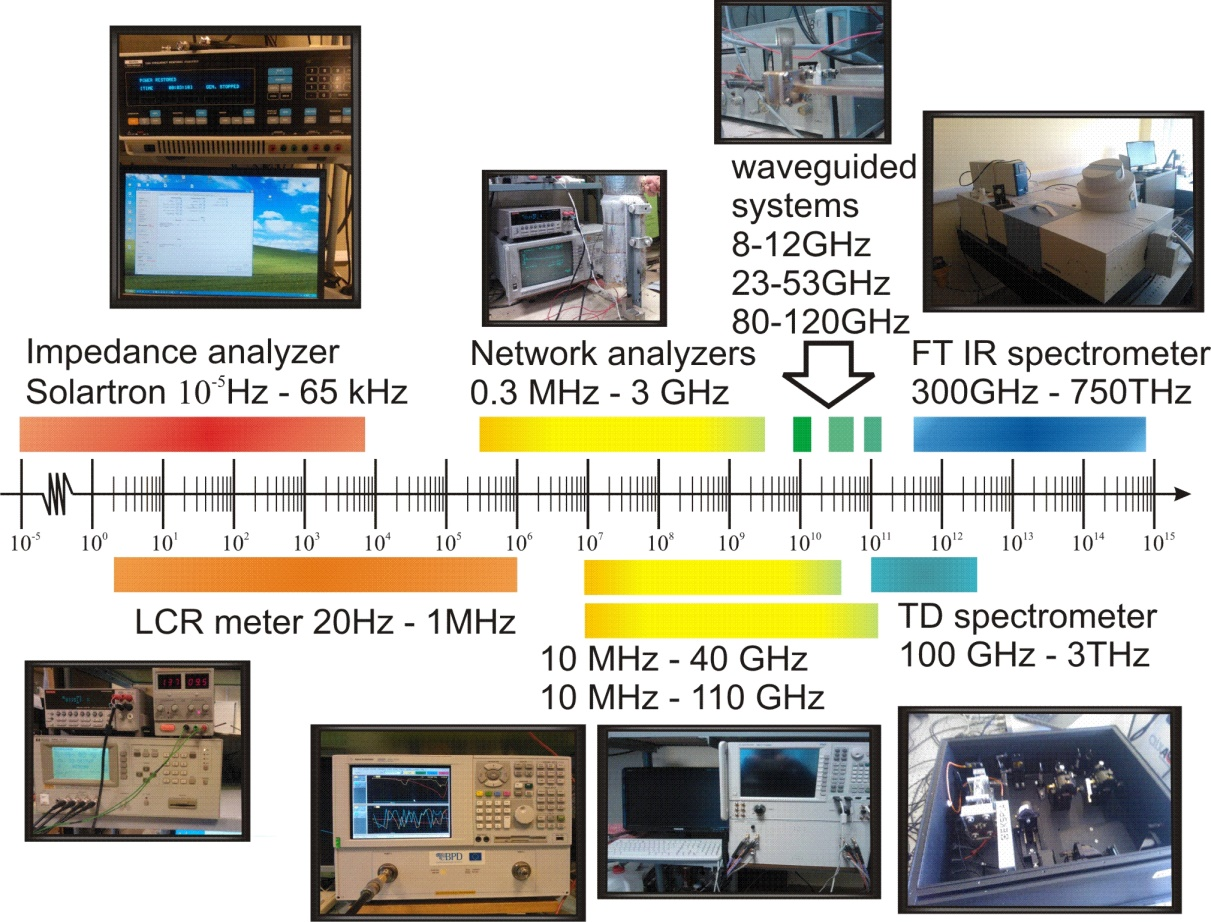 POWER RESTORED
waveguided
systems
8-12GHz
23-53GHz
80-120GHz
Impedance analyzer
Solartron 10⁻⁵Hz - 65 kHz
Network analyzers
0.3 MHz - 3 GHz
FT IR spectrometer
300GHz - 750THz
10⁻⁵ 10⁰ 10¹ 10² 10³ 10⁴ 10⁵ 10⁶ 10⁷ 10⁸ 10⁹ 10¹⁰ 10¹¹ 10¹² 10¹³ 10¹⁴ 10¹⁵
LCR meter 20Hz - 1MHz
TD spectrometer
100 GHz - 3THz
10 MHz - 40 GHz
10 MHz - 110 GHz
BPD